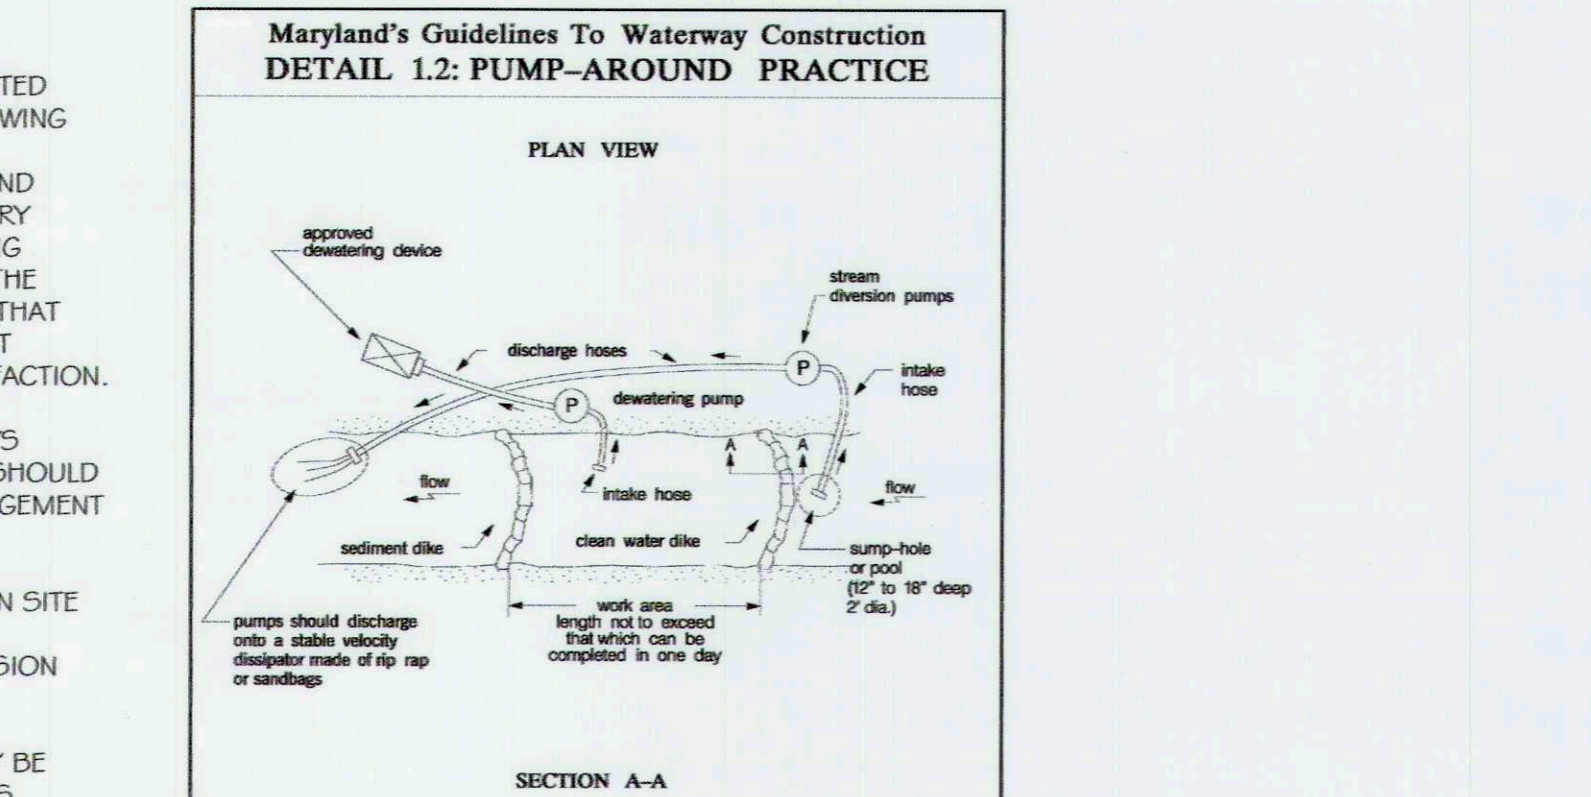 TED
WING
ND
RY
G
THE
THAT
T
FACTION.
'S
SHOULD
GEMENT
N SITE
SION
BE
Maryland's Guidelines To Waterway Construction
DETAIL 1.2: PUMP-AROUND PRACTICE
PLAN VIEW
approved
dewatering device
stream
diversion pumps
discharge hoses
P
intake
hose
P
dewatering pump
A
A
flow
intake hose
flow
sediment dike
clean water dike
sump-hole
or pool
(12" to 18" deep
2' dia.)
work area
length not to exceed
that which can be
completed in one day
pumps should discharge
onto a stable velocity
dissipator made of rip rap
or sandbags
SECTION A-A